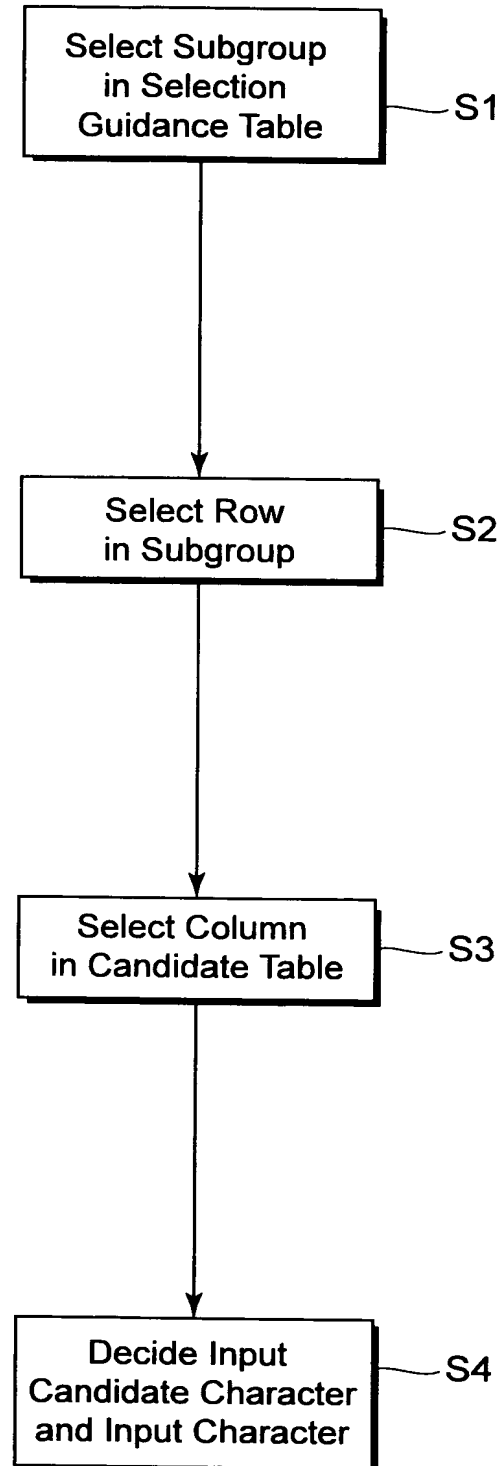 Select Subgroup
in Selection
Guidance Table
S1
Select Row
in Subgroup
S2
Select Column
in Candidate Table
S3
Decide Input
Candidate Character
and Input Character
S4